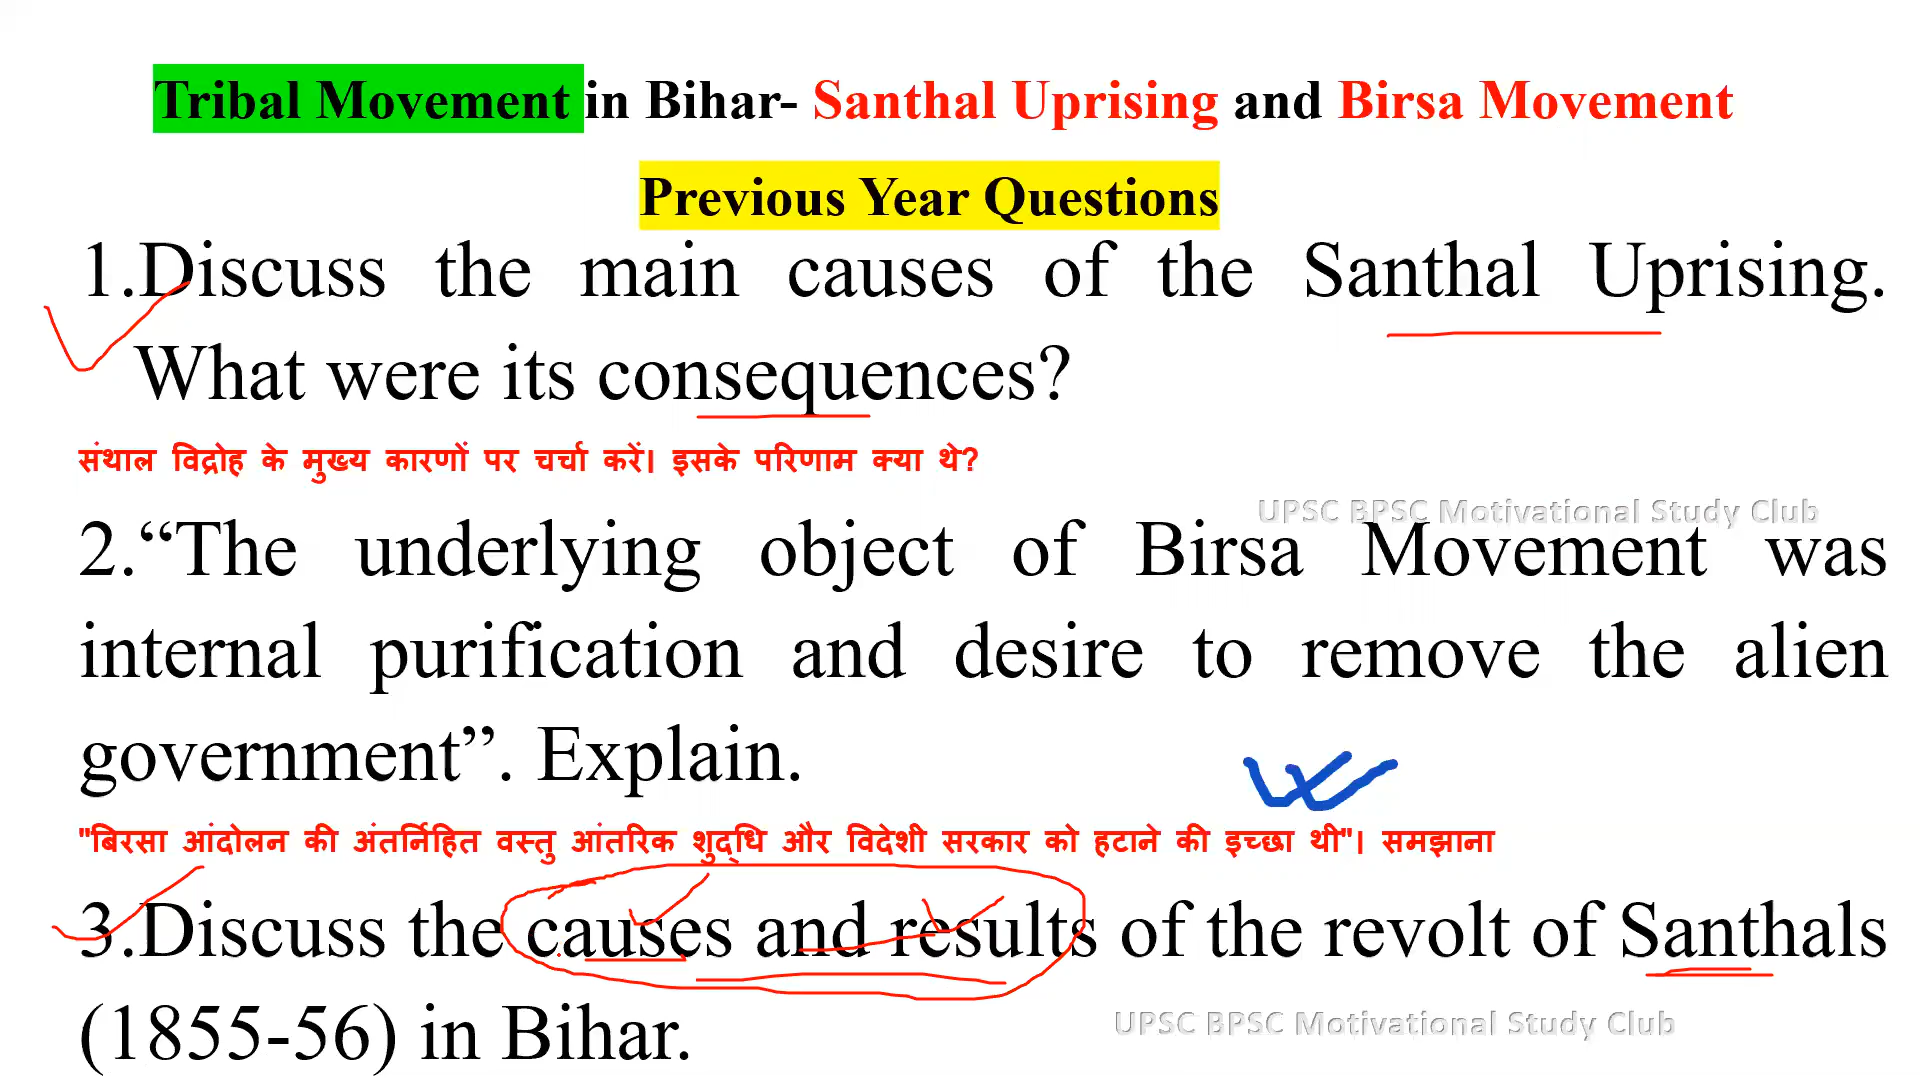 Tribal Movement in Bihar- Santhal Uprising and Birsa Movement
Previous Year Questions
1.Discuss the main causes of the Santhal Uprising.
What were its consequences?
संथाल विद्रोह के मुख्य कारणों पर चर्चा करें। इसके परिणाम क्या थे?
UPSC BPSC Motivational Study Club
2.“The underlying object of Birsa Movement was
internal purification and desire to remove the alien
government”. Explain.
"बिरसा आंदोलन की अंतर्निहित वस्तु आंतरिक शुद्धि और विदेशी सरकार को हटाने की इच्छा थी"। समझाना
3.Discuss the causes and results of the revolt of Santhals
(1855-56) in Bihar.
UPSC BPSC Motivational Study Club